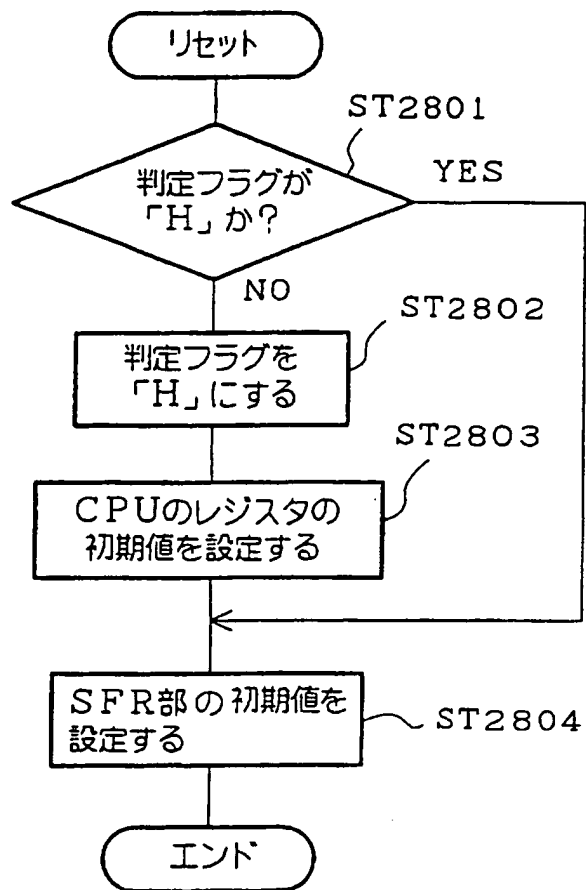 リセット
ST2801
判定フラグが
「H」か？
YES
NO
ST2802
判定フラグを
「H」にする
ST2803
CPUのレジスタの
初期値を設定する
SFR部の初期値を
設定する
ST2804
エンド